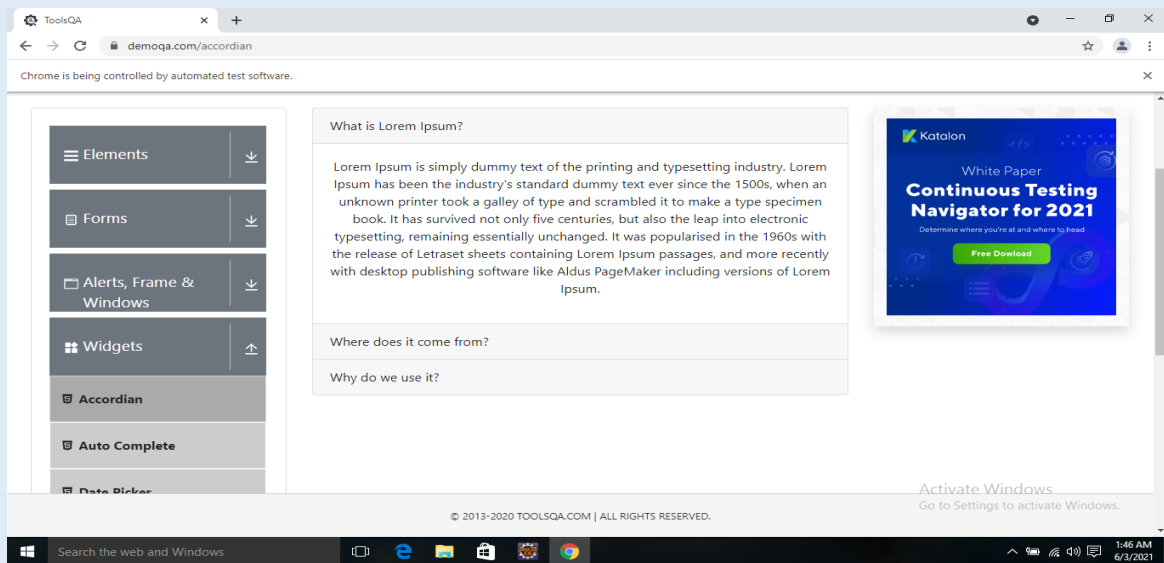 ToolsQA
demoqa.com/accordian
Chrome is being controlled by automated test software.
Elements
Forms
Alerts, Frame &
Windows
Widgets
Accordian
Auto Complete
Date Picker
What is Lorem Ipsum?
Lorem Ipsum is simply dummy text of the printing and typesetting industry. Lorem
Ipsum has been the industry's standard dummy text ever since the 1500s, when an
unknown printer took a galley of type and scrambled it to make a type specimen
book. It has survived not only five centuries, but also the leap into electronic
typesetting, remaining essentially unchanged. It was popularised in the 1960s with
the release of Letraset sheets containing Lorem Ipsum passages, and more recently
with desktop publishing software like Aldus PageMaker including versions of Lorem
Ipsum.
Where does it come from?
Why do we use it?
Katalon
White Paper
Continuous Testing
Navigator for 2021
Determine where you're at and where to head
Free Dowload
Activate Windows
Go to Settings to activate Windows.
© 2013-2020 TOOLSQA.COM | ALL RIGHTS RESERVED.
Search the web and Windows
1:46 AM
6/3/2021